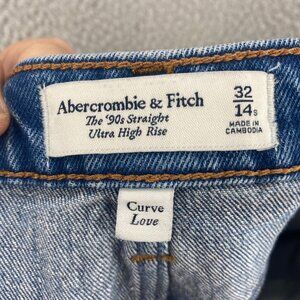 Abercrombie & Fitch
The '90s Straight
Ultra High Rise
32
14s
MADE IN
CAMBODIA
Curve
Love